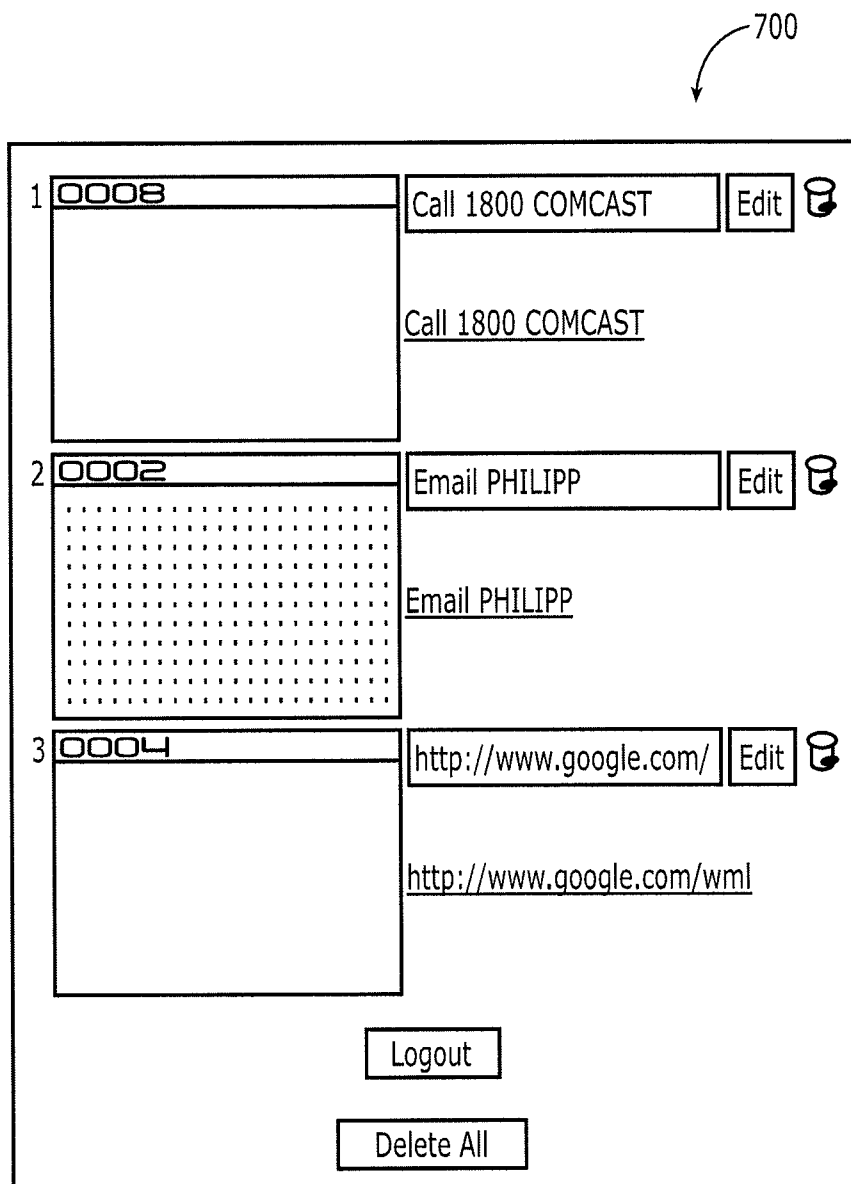 700
1 0008 Call 1800 COMCAST Edit
Call 1800 COMCAST
2 0002 Email PHILIPP Edit
Email PHILIPP
3 0004 http://www.google.com/ Edit
http://www.google.com/wml
Logout
Delete All